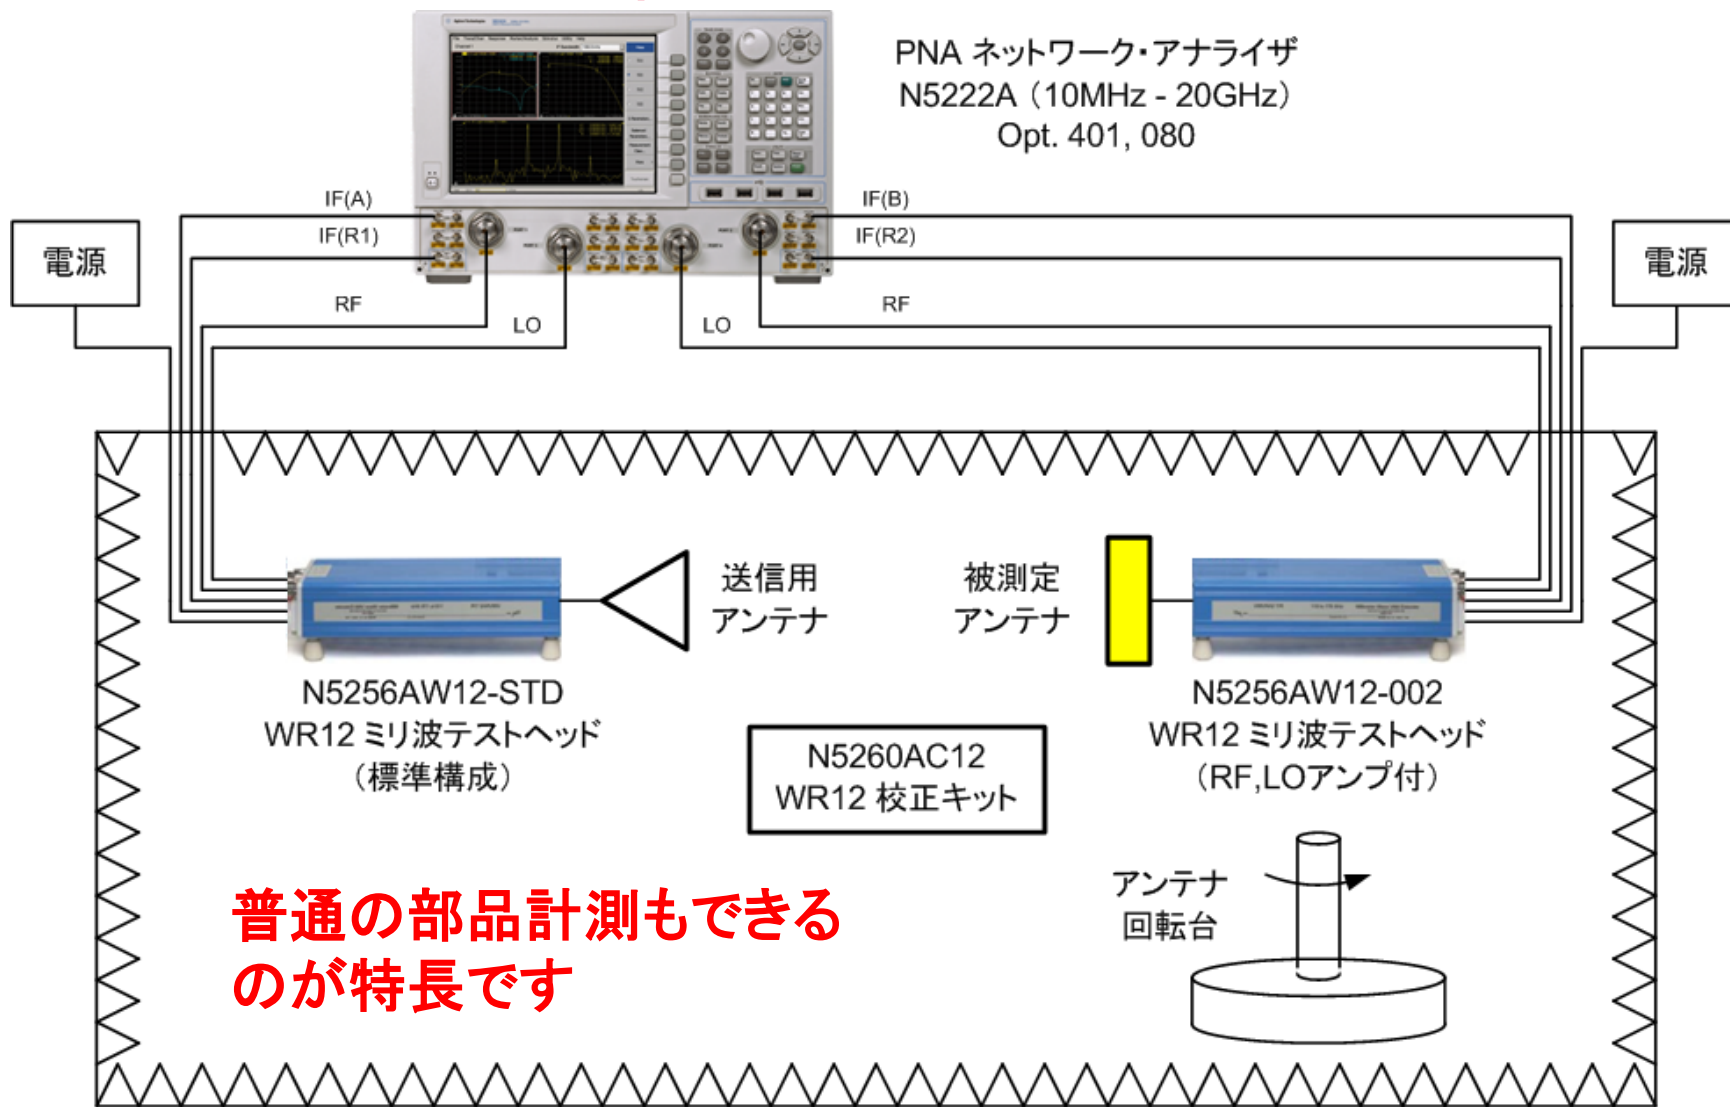 PNA ネットワーク・アナライザ
N5222A（10MHz - 20GHz）
Opt. 401, 080
IF(A)
IF(R1)
IF(B)
IF(R2)
電源
電源
RF
LO
LO
RF
送信用
アンテナ
被測定
アンテナ
N5256AW12-STD
WR12 ミリ波テストヘッド
（標準構成）
N5256AW12-002
WR12 ミリ波テストヘッド
（RF,LOアンプ付）
N5260AC12
WR12 校正キット
アンテナ
回転台
普通の部品計測もできる
のが特長です